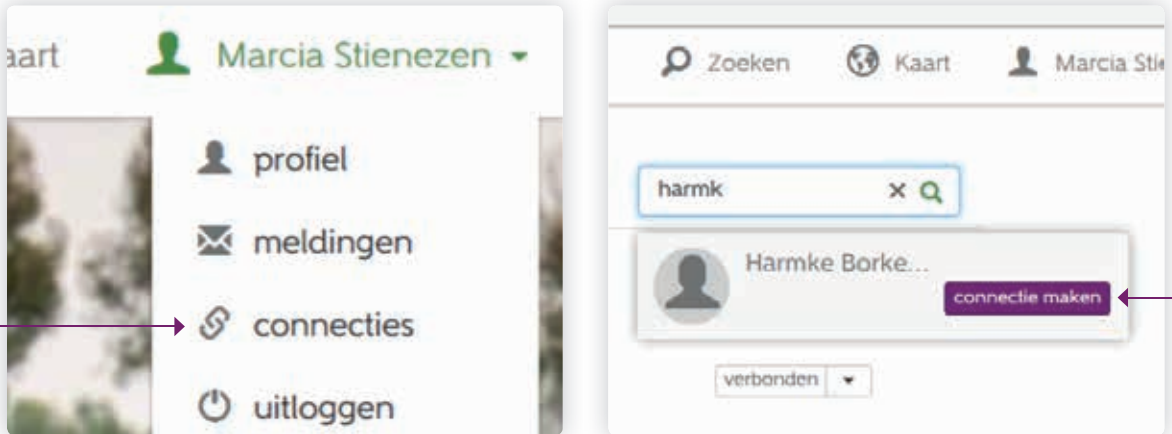 aart Marcia Stienezen
profiel
meldingen
connecties
uitloggen
Zoeken Kaart Marcia Stie
harmk
Harmke Borke...
connectie maken
verbonden